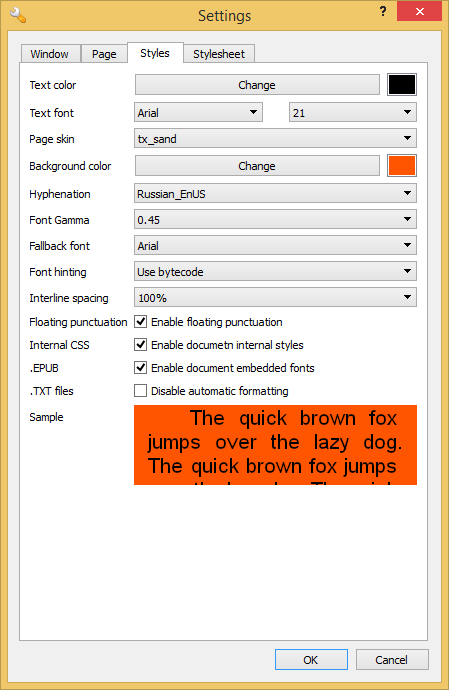 Settings
?
Window Page Styles Stylesheet
Text color Change
Text font Arial 21
Page skin tx_sand
Background color Change
Hyphenation Russian_EnUS
Font Gamma 0.45
Fallback font Arial
Font hinting Use bytecode
Interline spacing 100%
Floating punctuation Enable floating punctuation
Internal CSS Enable documetn internal styles
.EPUB Enable document embedded fonts
.TXT files Disable automatic formatting
Sample
The quick brown fox
jumps over the lazy dog.
The quick brown fox jumps
OK Cancel